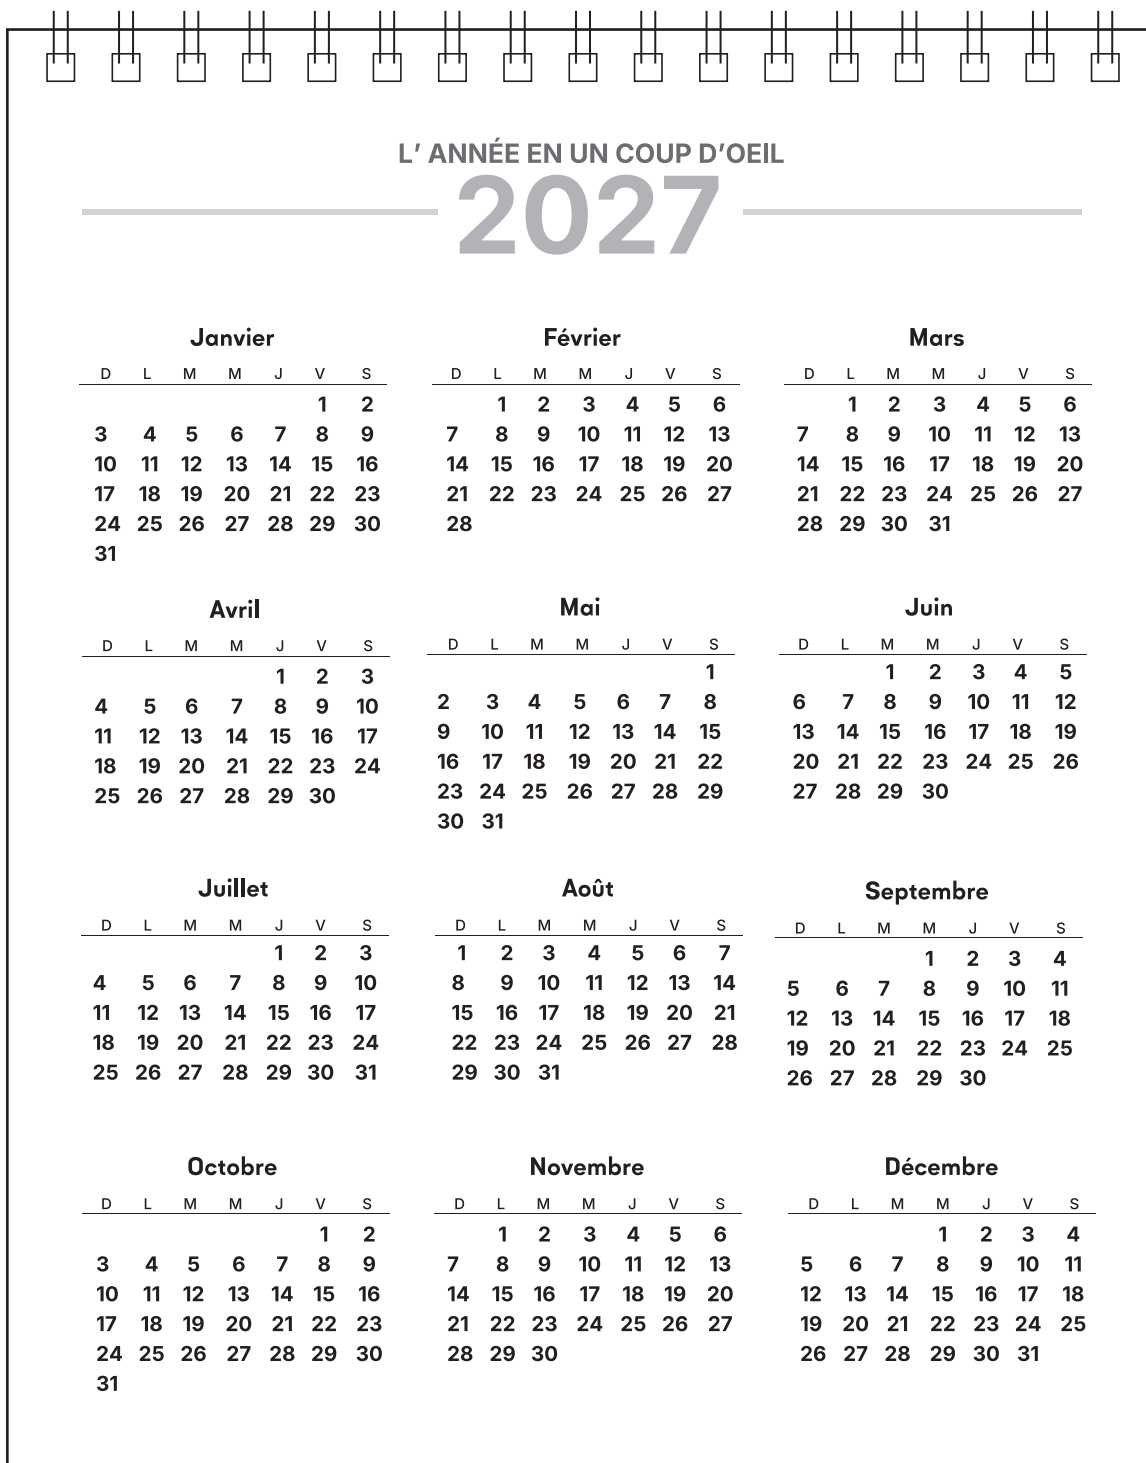 L’ ANNÉE EN UN COUP D’OEIL
2027
Janvier
D L M M J V S
1 2
3 4 5 6 7 8 9
10 11 12 13 14 15 16
17 18 19 20 21 22 23
24 25 26 27 28 29 30
31
Février
D L M M J V S
1 2 3 4 5 6
7 8 9 10 11 12 13
14 15 16 17 18 19 20
21 22 23 24 25 26 27
28
Mars
D L M M J V S
1 2 3 4 5 6
7 8 9 10 11 12 13
14 15 16 17 18 19 20
21 22 23 24 25 26 27
28 29 30 31
Avril
D L M M J V S
1 2 3
4 5 6 7 8 9 10
11 12 13 14 15 16 17
18 19 20 21 22 23 24
25 26 27 28 29 30
Mai
D L M M J V S
1
2 3 4 5 6 7 8
9 10 11 12 13 14 15
16 17 18 19 20 21 22
23 24 25 26 27 28 29
30 31
Juin
D L M M J V S
1 2 3 4 5
6 7 8 9 10 11 12
13 14 15 16 17 18 19
20 21 22 23 24 25 26
27 28 29 30
Juillet
D L M M J V S
1 2 3
4 5 6 7 8 9 10
11 12 13 14 15 16 17
18 19 20 21 22 23 24
25 26 27 28 29 30 31
Août
D L M M J V S
1 2 3 4 5 6 7
8 9 10 11 12 13 14
15 16 17 18 19 20 21
22 23 24 25 26 27 28
29 30 31
Septembre
D L M M J V S
1 2 3 4
5 6 7 8 9 10 11
12 13 14 15 16 17 18
19 20 21 22 23 24 25
26 27 28 29 30
Octobre
D L M M J V S
1 2
3 4 5 6 7 8 9
10 11 12 13 14 15 16
17 18 19 20 21 22 23
24 25 26 27 28 29 30
31
Novembre
D L M M J V S
1 2 3 4 5 6
7 8 9 10 11 12 13
14 15 16 17 18 19 20
21 22 23 24 25 26 27
28 29 30
Décembre
D L M M J V S
1 2 3 4
5 6 7 8 9 10 11
12 13 14 15 16 17 18
19 20 21 22 23 24 25
26 27 28 29 30 31